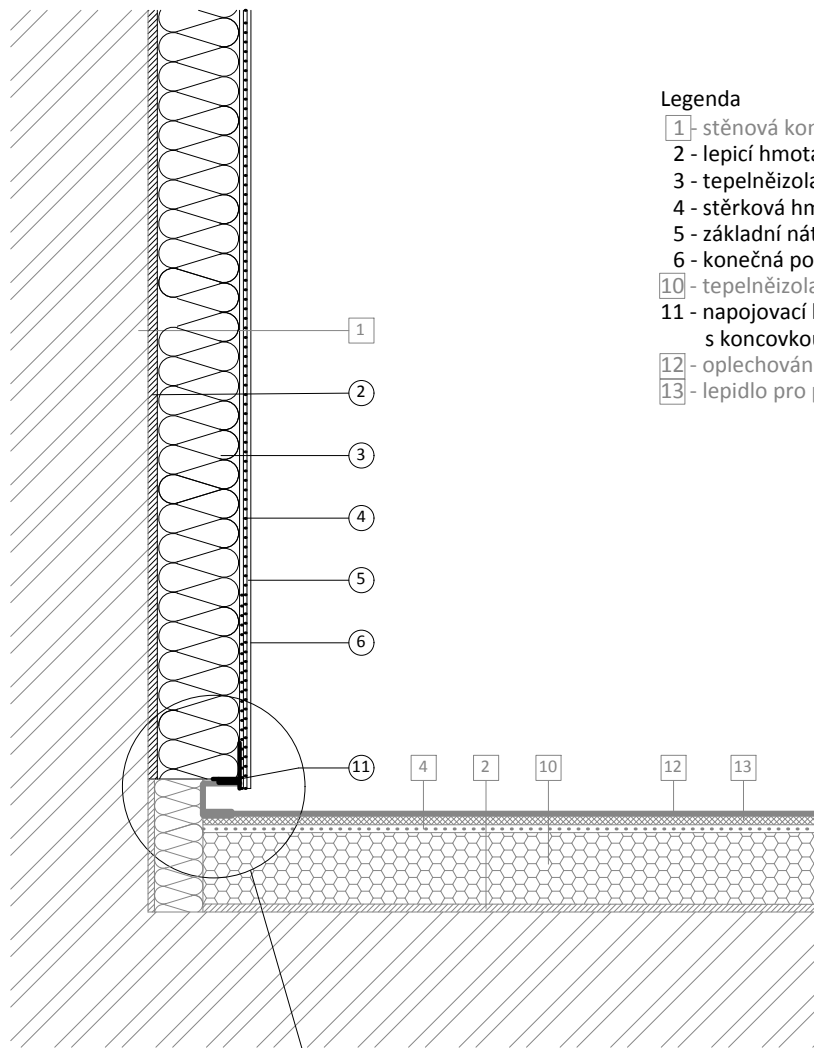 Legenda
1 - stěnová kon
2 - lepicí hmota
3 - tepelněizola
4 - stěrková hm
5 - základní nát
6 - konečná po
10 - tepelněizola
11 - napojovací l
s koncovkou
12 - oplechován
13 - lepidlo pro p
1
2
3
4
5
6
11 4 2 10 12 13